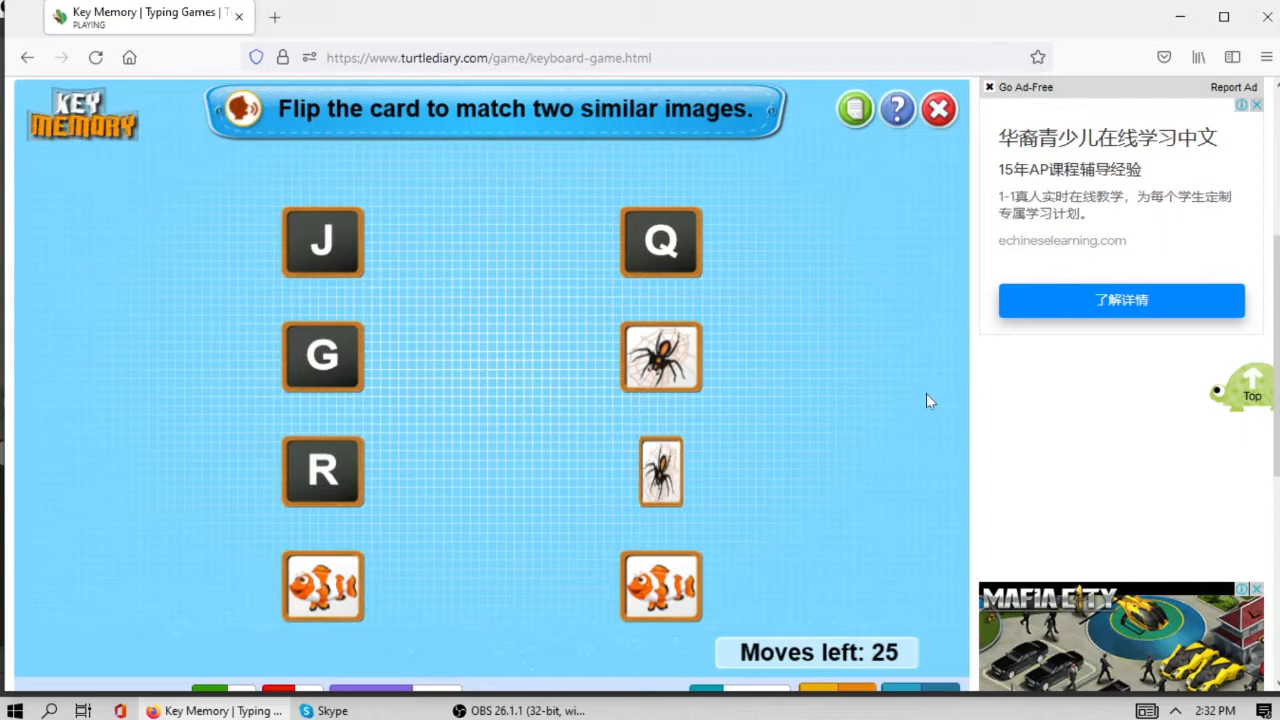 Key Memory | Typing Games | T
PLAYING
https://www.turtlediary.com/game/keyboard-game.html
KEY
MEMORY
Flip the card to match two similar images.
J
Q
G
R
Moves left: 25
Go Ad-Free
Report Ad
华裔青少儿在线学习中文
15年AP课程辅导经验
1-1真人实时在线教学，为每个学生定制
专属学习计划。
echineselearning.com
了解详情
Top
MAFIA CITY
Key Memory | Typing ...
Skype
OBS 26.1.1 (32-bit, wi...
2:32 PM